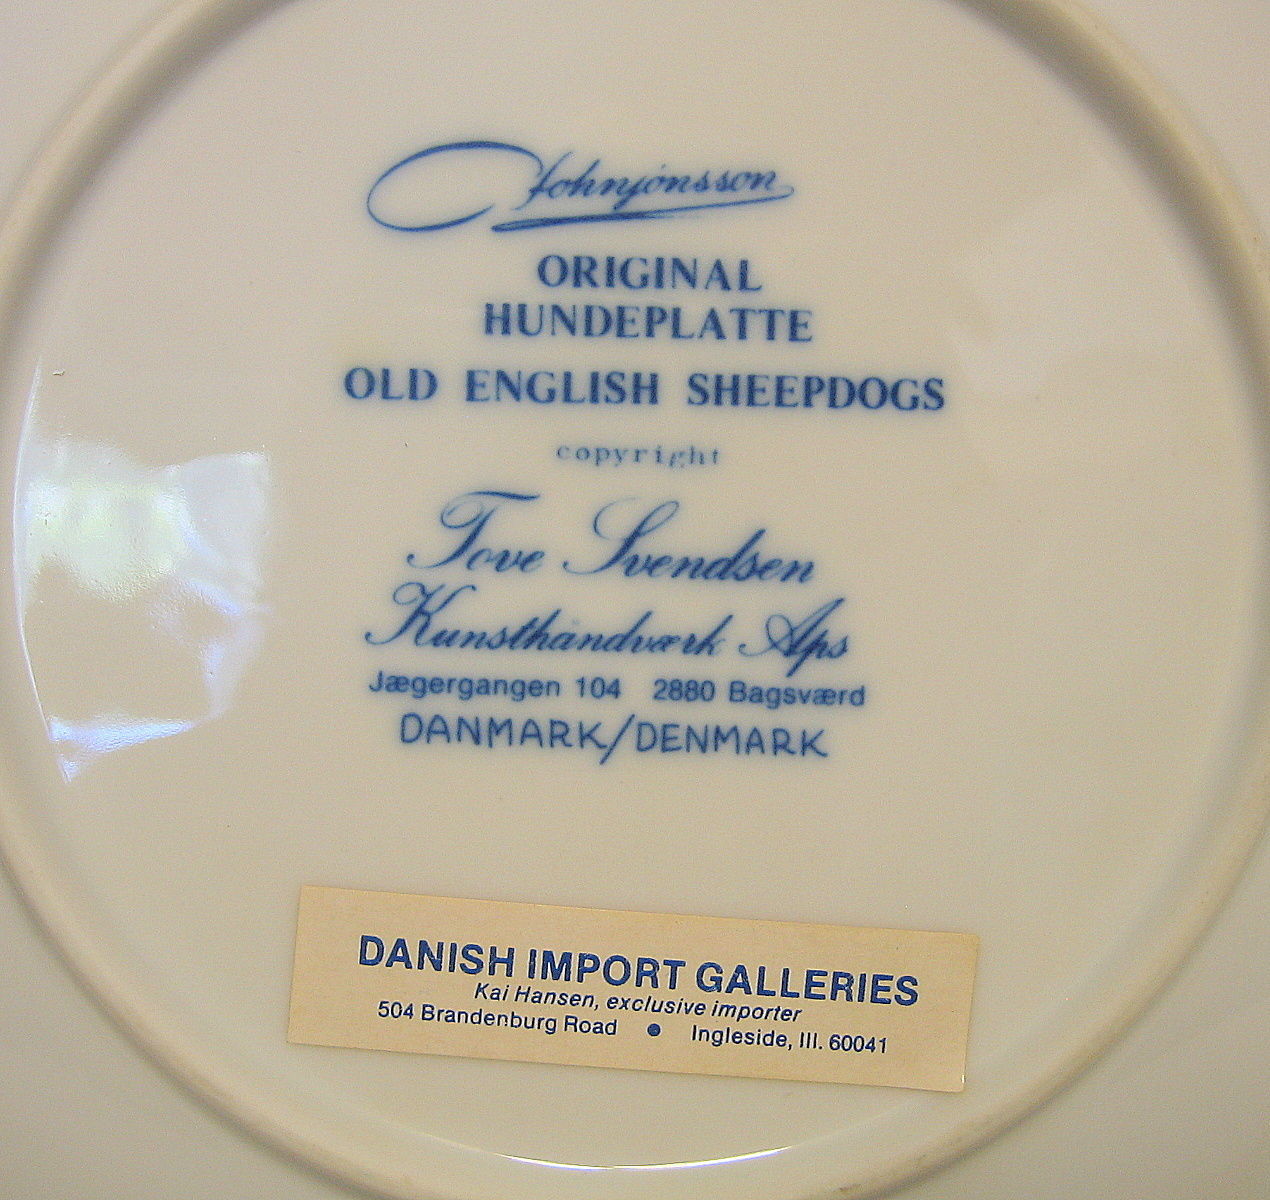 Johnjónsson
ORIGINAL
HUNDEPLATTE
OLD ENGLISH SHEEPDOGS
copyright
Tove Svendsen
Kunsthåndværk Aps
Jægergangen 104 2880 Bagsværd
DANMARK/DENMARK
DANISH IMPORT GALLERIES
Kai Hansen, exclusive importer
504 Brandenburg Road • Ingleside, Ill. 60041